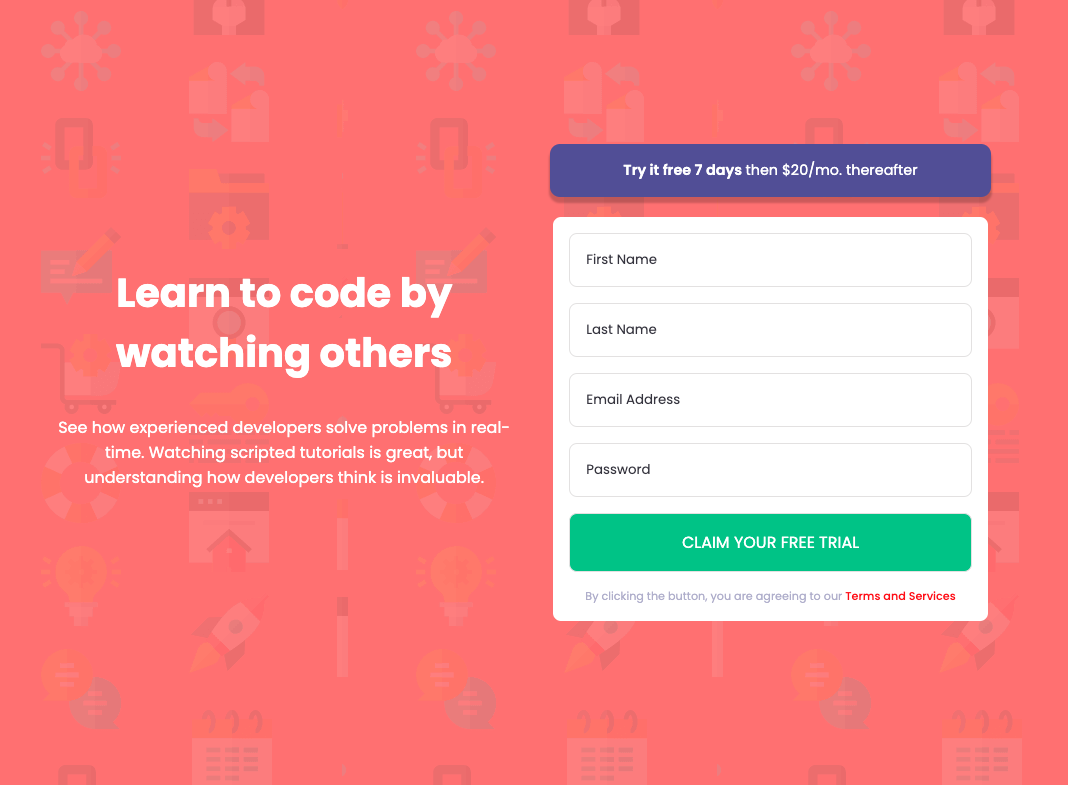 Learn to code by
watching others
See how experienced developers solve problems in real-
time. Watching scripted tutorials is great, but
understanding how developers think is invaluable.
Try it free 7 days then $20/mo. thereafter
First Name
Last Name
Email Address
Password
CLAIM YOUR FREE TRIAL
By clicking the button, you are agreeing to our Terms and Services